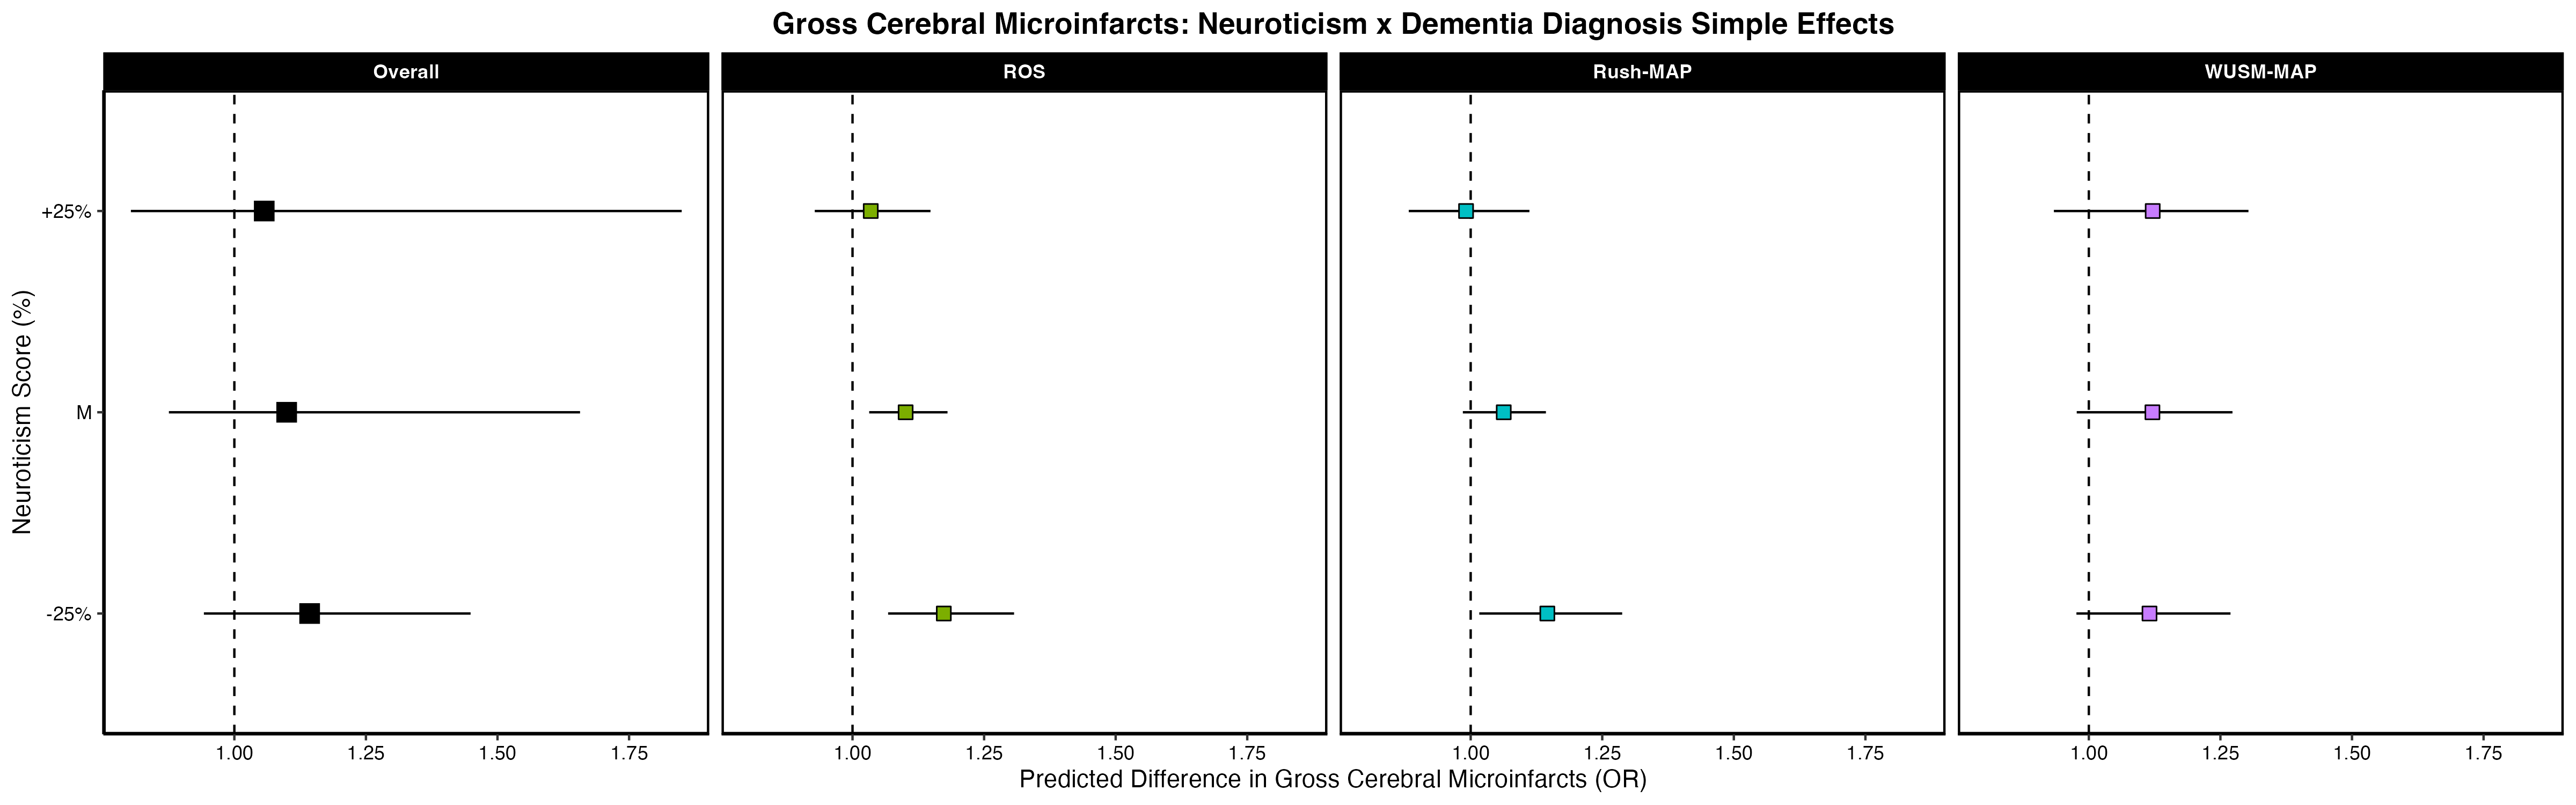 Gross Cerebral Microinfarcts: Neuroticism x Dementia Diagnosis Simple Effects
Overall
ROS
Rush-MAP
WUSM-MAP
Neuroticism Score (%)
+25%
M
-25%
1.00 1.25 1.50 1.75
1.00 1.25 1.50 1.75
1.00 1.25 1.50 1.75
1.00 1.25 1.50 1.75
Predicted Difference in Gross Cerebral Microinfarcts (OR)